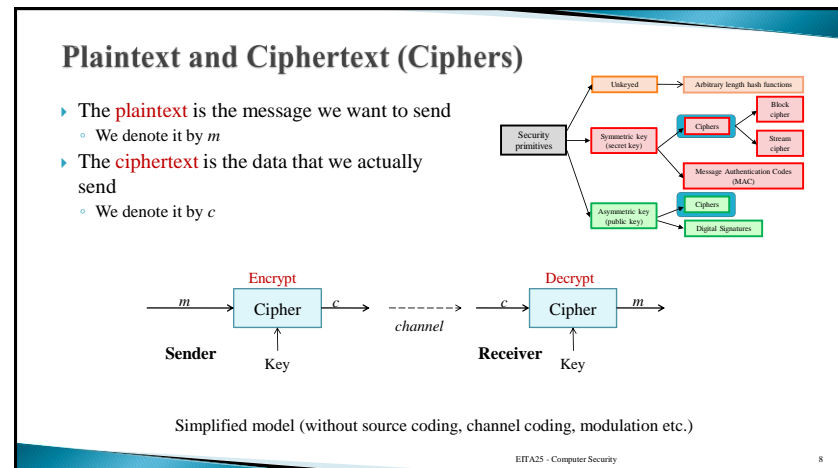 Plaintext and Ciphertext (Ciphers)
The plaintext is the message we want to send
We denote it by m
The ciphertext is the data that we actually
send
We denote it by c
Security
primitives
Unkeyed
Arbitrary length hash functions
Symmetric key
(secret key)
Ciphers
Block
cipher
Stream
cipher
Message Authentication Codes
(MAC)
Asymmetric key
(public key)
Ciphers
Digital Signatures
Encrypt
m
Cipher
c
Sender
Key
channel
Decrypt
c
Cipher
m
Receiver
Key
Simplified model (without source coding, channel coding, modulation etc.)
EITA25 - Computer Security
8